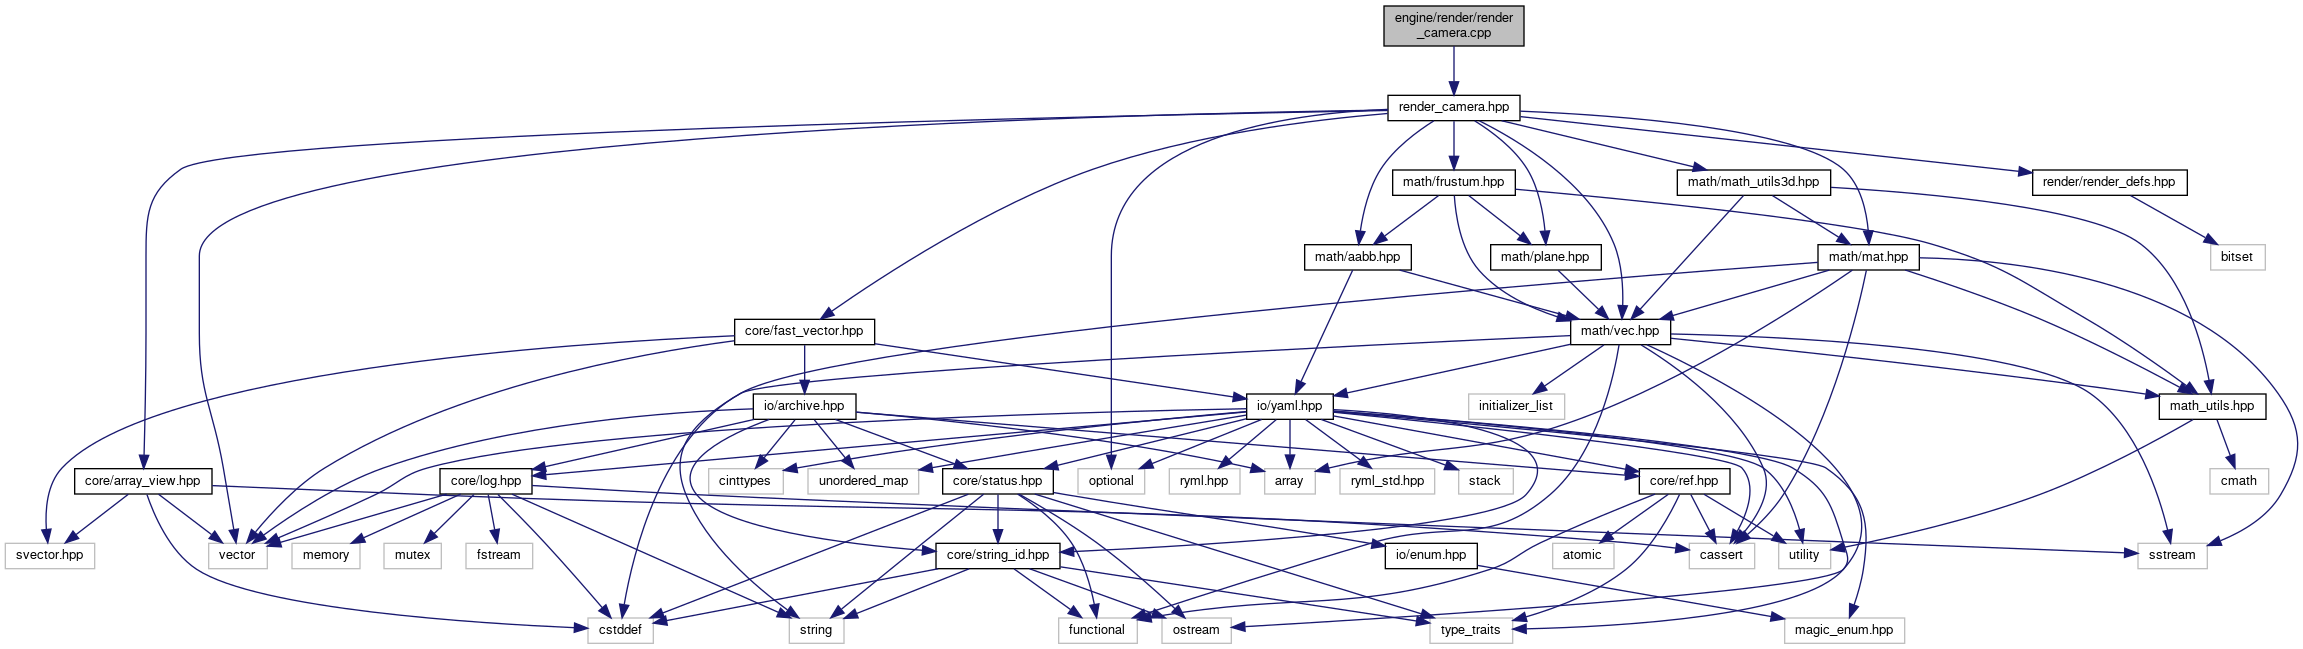 engine/render/render
_camera.cpp
render_camera.hpp
math/frustum.hpp
math/math_utils3d.hpp
render/render_defs.hpp
math/aabb.hpp
math/plane.hpp
math/mat.hpp
bitset
core/fast_vector.hpp
math/vec.hpp
io/archive.hpp
io/yaml.hpp
initializer_list
math_utils.hpp
core/array_view.hpp
core/log.hpp
cinttypes
unordered_map
core/status.hpp
optional
ryml.hpp
array
ryml_std.hpp
stack
core/ref.hpp
cmath
svector.hpp
vector
memory
mutex
fstream
core/string_id.hpp
io/enum.hpp
atomic
cassert
utility
sstream
cstddef
string
functional
ostream
type_traits
magic_enum.hpp